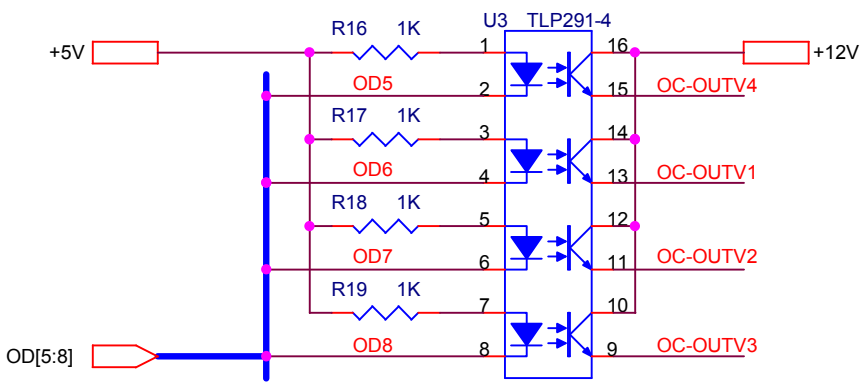 U3 TLP291-4
R16 1K
+5V
1
16
+12V
OD5
2
15
OC-OUTV4
R17 1K
3
14
OD6
4
13
OC-OUTV1
R18 1K
5
12
OD7
6
11
OC-OUTV2
R19 1K
7
10
OD8
8
9
OC-OUTV3
OD[5:8]